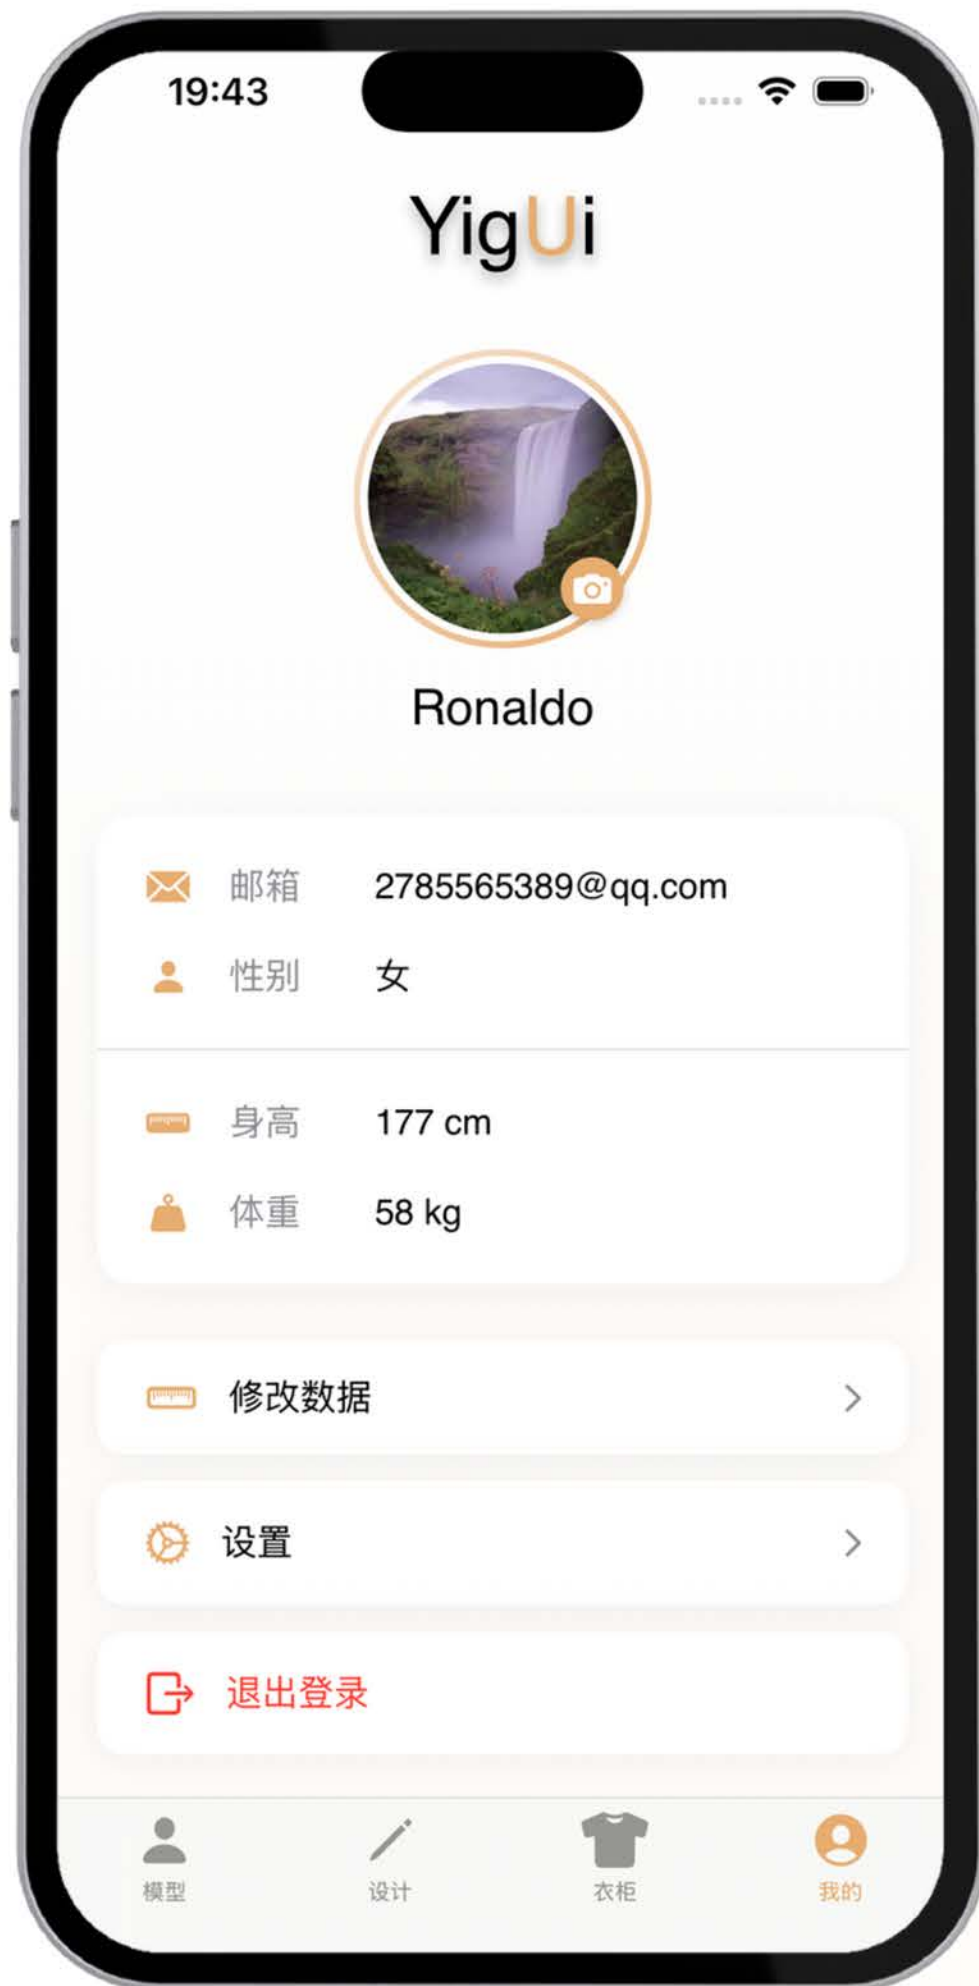 19:43
YigUi
Ronaldo
邮箱 2785565389@qq.com
性别 女
身高 177 cm
体重 58 kg
修改数据
设置
退出登录
模型 设计 衣柜 我的